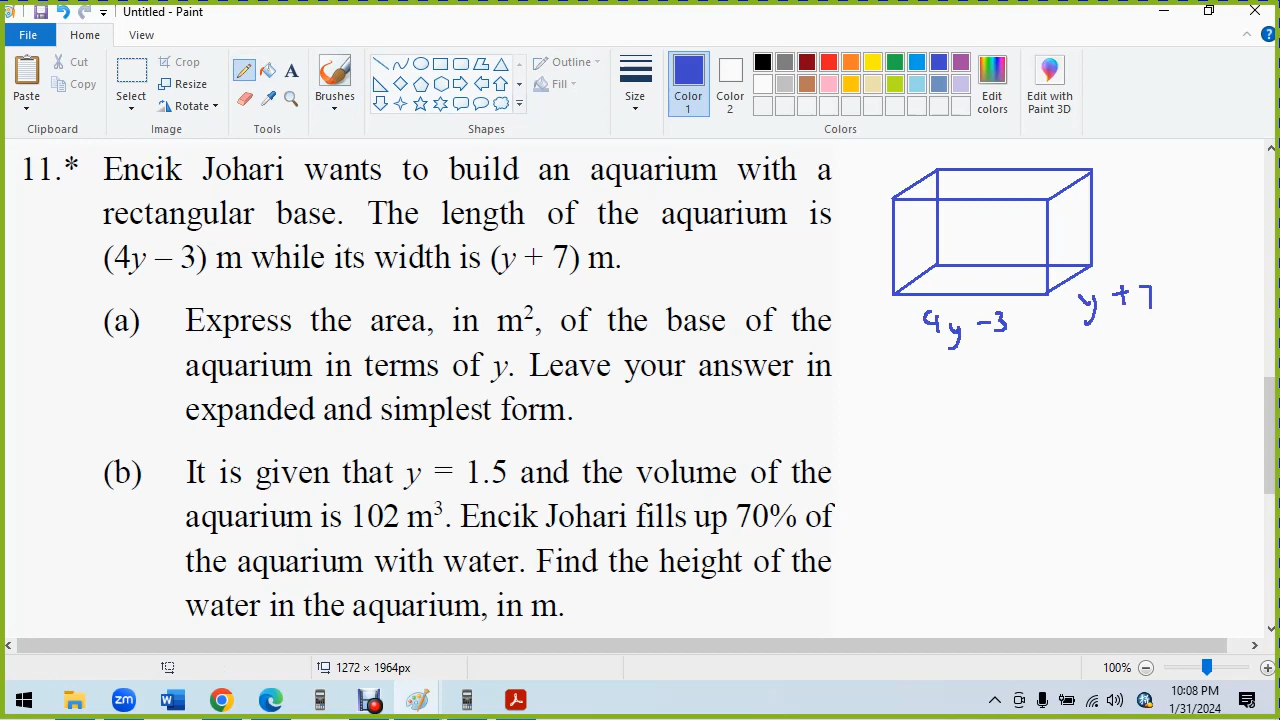 Untitled - Paint
File Home View
Paste
Cut
Copy
Clipboard
Select
Crop
Resize
Rotate
Image
Tools
Brushes
Shapes
Outline
Fill
Size
Color 1
Color 2
Edit colors
Colors
Edit with Paint 3D
11.* Encik Johari wants to build an aquarium with a
rectangular base. The length of the aquarium is
(4y – 3) m while its width is (y + 7) m.
(a) Express the area, in m², of the base of the
aquarium in terms of y. Leave your answer in
expanded and simplest form.
(b) It is given that y = 1.5 and the volume of the
aquarium is 102 m³. Encik Johari fills up 70% of
the aquarium with water. Find the height of the
water in the aquarium, in m.
4y - 3
y + 7
1272 × 1964px
100%
zm
10:08 PM
1/31/2024